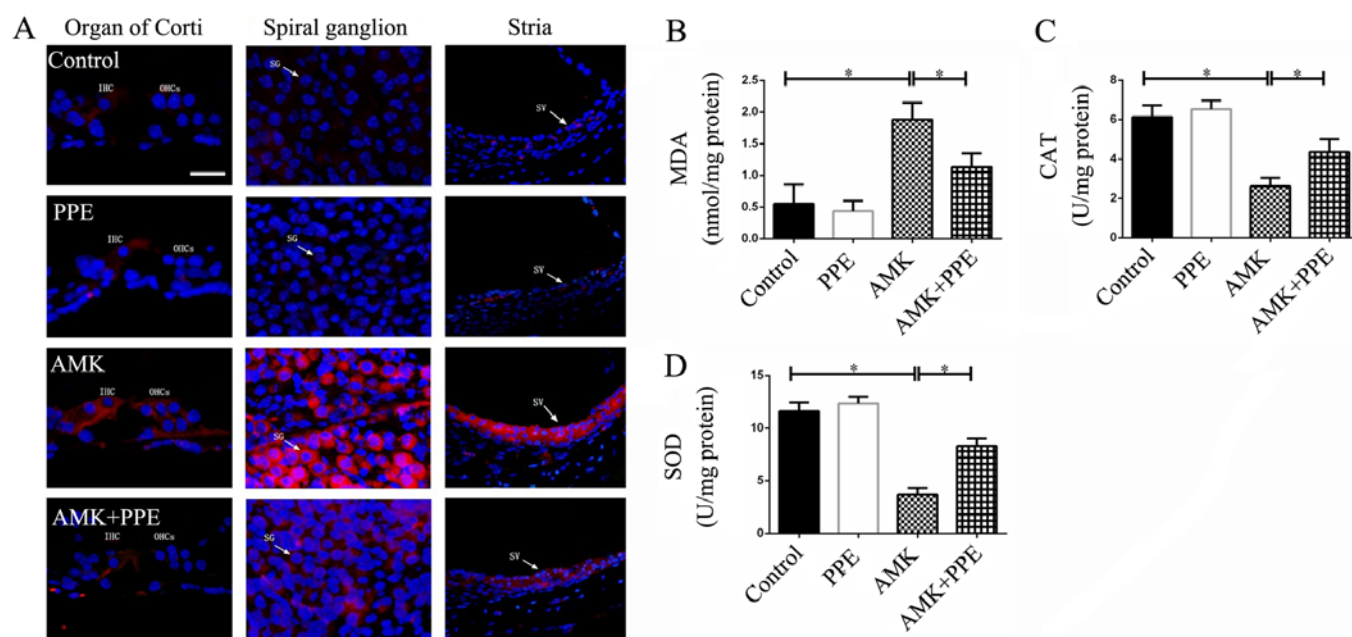 A
Organ of Corti
Spiral ganglion
Stria
Control
IHC
OHCs
SG
SV
PPE
IHC
OHCs
SG
SV
AMK
IHC
OHCs
SG
SV
AMK+PPE
IHC
OHCs
SG
SV
B
MDA
(nmol/mg protein)
2.5
2.0
1.5
1.0
0.5
0.0
*
*
Control
PPE
AMK
AMK+PPE
C
CAT
(U/mg protein)
8
6
4
2
0
*
*
Control
PPE
AMK
AMK+PPE
D
SOD
(U/mg protein)
15
10
5
0
*
*
Control
PPE
AMK
AMK+PPE